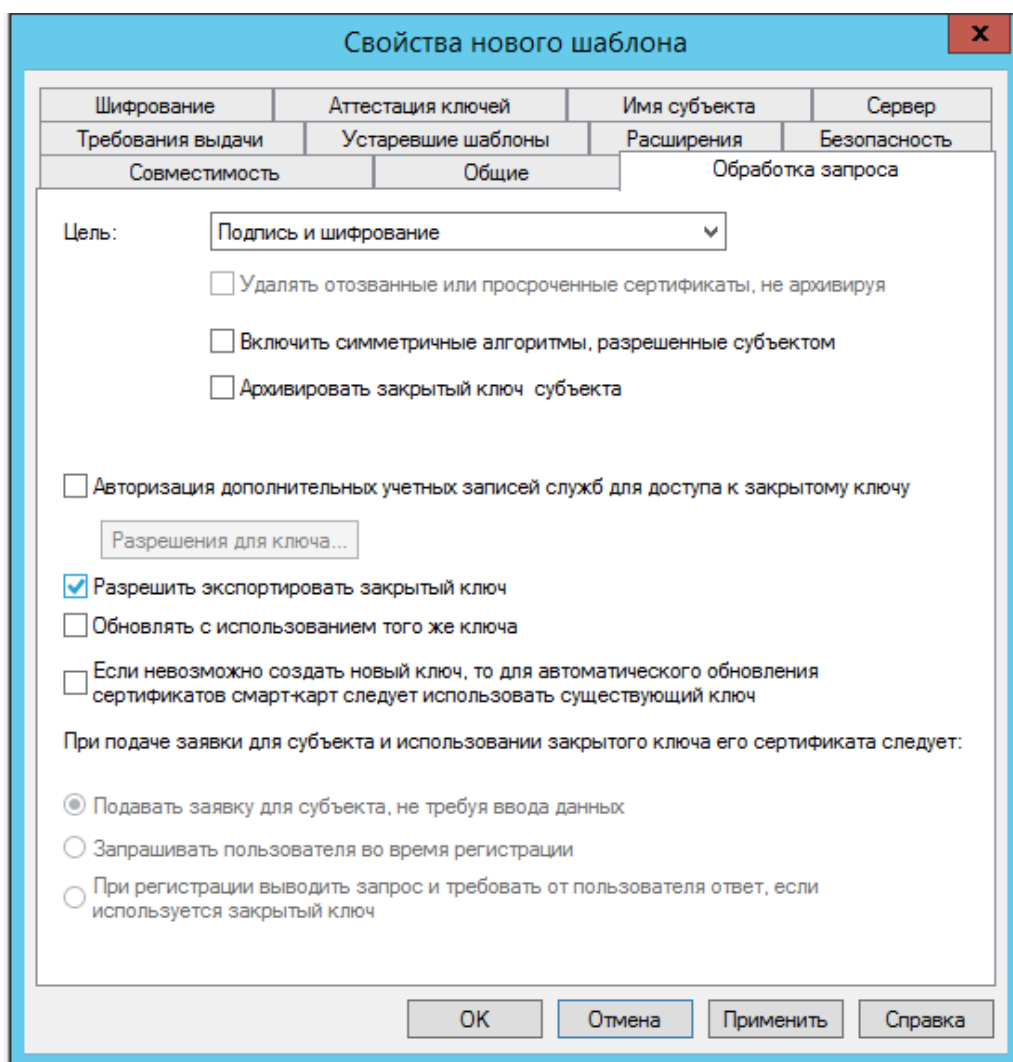 Свойства нового шаблона
x
Шифрование Аттестация ключей Имя субъекта Сервер
Требования выдачи Устаревшие шаблоны Расширения Безопасность
Совместимость Общие Обработка запроса
Цель: Подпись и шифрование
Удалять отозванные или просроченные сертификаты, не архивируя
Включить симметричные алгоритмы, разрешенные субъектом
Архивировать закрытый ключ субъекта
Авторизация дополнительных учетных записей служб для доступа к закрытому ключу
Разрешения для ключа...
Разрешить экспортировать закрытый ключ
Обновлять с использованием того же ключа
Если невозможно создать новый ключ, то для автоматического обновления
сертификатов смарт-карт следует использовать существующий ключ
При подаче заявки для субъекта и использовании закрытого ключа его сертификата следует:
Подавать заявку для субъекта, не требуя ввода данных
Запрашивать пользователя во время регистрации
При регистрации выводить запрос и требовать от пользователя ответ, если
используется закрытый ключ
OK Отмена Применить Справка